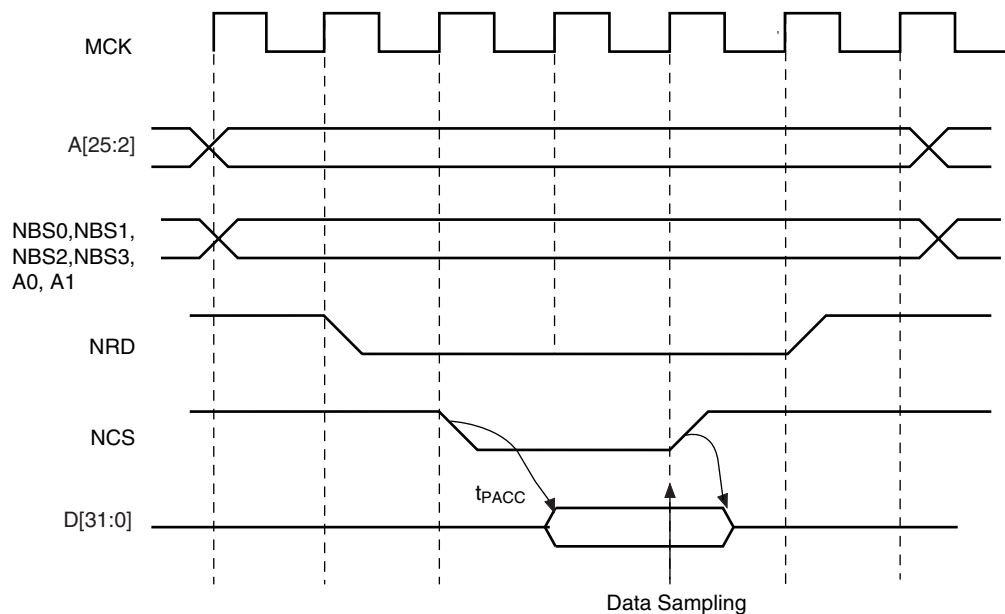 MCK
A[25:2]
NBS0,NBS1,
NBS2,NBS3,
A0, A1
NRD
NCS
tPACC
D[31:0]
Data Sampling